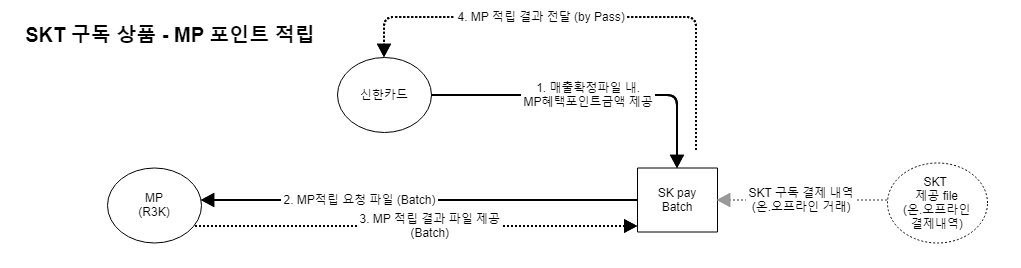 4. MP 적립 결과 전달 (by Pass)
SKT 구독 상품 - MP 포인트 적립
신한카드
1. 매출확정파일 내.
MP혜택포인트금액 제공
MP
(R3K)
2. MP적립 요청 파일 (Batch)
3. MP 적립 결과 파일 제공
(Batch)
SK pay
Batch
SKT 구독 결제 내역
(온.오프라인 거래)
SKT
제공 file
(온.오프라인
결제내역)